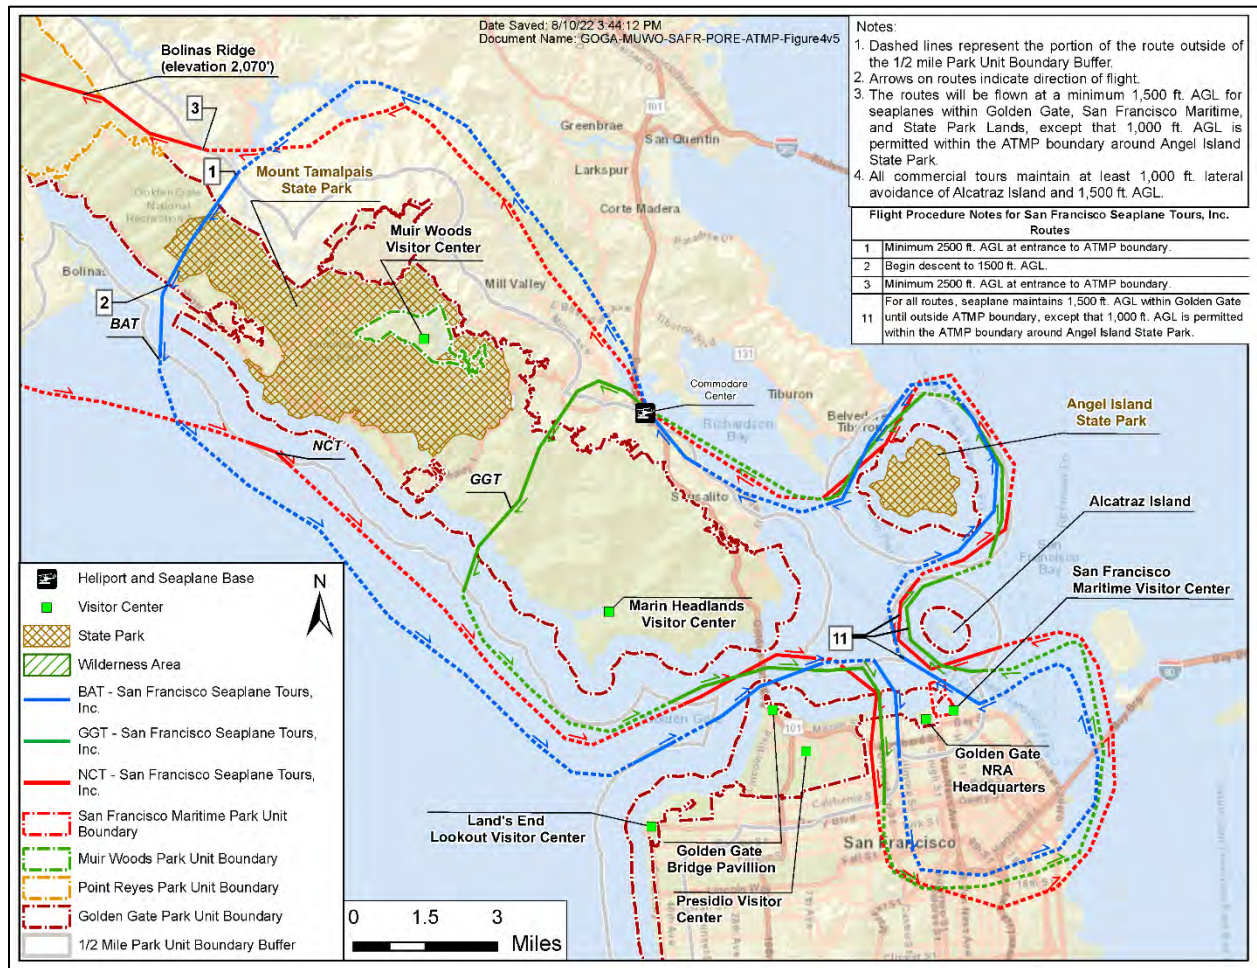 Date Saved: 8/10/22 3:44:12 PM
Document Name: GOGA-MUWO-SAFR-PORE-ATMP-Figure4v5
Notes:
1. Dashed lines represent the portion of the route outside of
the 1/2 mile Park Unit Boundary Buffer.
2. Arrows on routes indicate direction of flight.
3. The routes will be flown at a minimum 1,500 ft. AGL for
seaplanes within Golden Gate, San Francisco Maritime,
and State Park Lands, except that 1,000 ft. AGL is
permitted within the ATMP boundary around Angel Island
State Park.
4. All commercial tours maintain at least 1,000 ft. lateral
avoidance of Alcatraz Island and 1,500 ft. AGL.
Flight Procedure Notes for San Francisco Seaplane Tours, Inc.
Routes
1 Minimum 2500 ft. AGL at entrance to ATMP boundary.
2 Begin descent to 1500 ft. AGL.
3 Minimum 2500 ft. AGL at entrance to ATMP boundary.
11 For all routes, seaplane maintains 1,500 ft. AGL within Golden Gate
until outside ATMP boundary, except that 1,000 ft. AGL is permitted
within the ATMP boundary around Angel Island State Park.
Bolinas Ridge
(elevation 2,070')
3
1
Mount Tamalpais
State Park
Golden Gate
National
Muir Woods
Visitor Center
101
Greenbrae
San Quentin
580
Larkspur
Corte Madera
Bolinas
2
BAT
Mill Valley
131
Commodore
Center
Tiburon
Richardson
Bay
Tiburon
Angel Island
State Park
NCT
GGT
Alcatraz Island
San
Francisco
Bay
San Francisco
Maritime Visitor Center
Marin Headlands
Visitor Center
11
Golden Gate
101
80
Golden Gate
NRA
Headquarters
California S
Land's End
Lookout Visitor Center
Golden Gate
Bridge Pavillion
San Francisco
Presidio Visitor
Center
Heliport and Seaplane Base
N
Visitor Center
State Park
Wilderness Area
BAT - San Francisco Seaplane Tours,
Inc.
GGT - San Francisco Seaplane Tours,
Inc.
NCT - San Francisco Seaplane Tours,
Inc.
San Francisco Maritime Park Unit
Boundary
Muir Woods Park Unit Boundary
Point Reyes Park Unit Boundary
Golden Gate Park Unit Boundary
1/2 Mile Park Unit Boundary Buffer
0 1.5 3
Miles